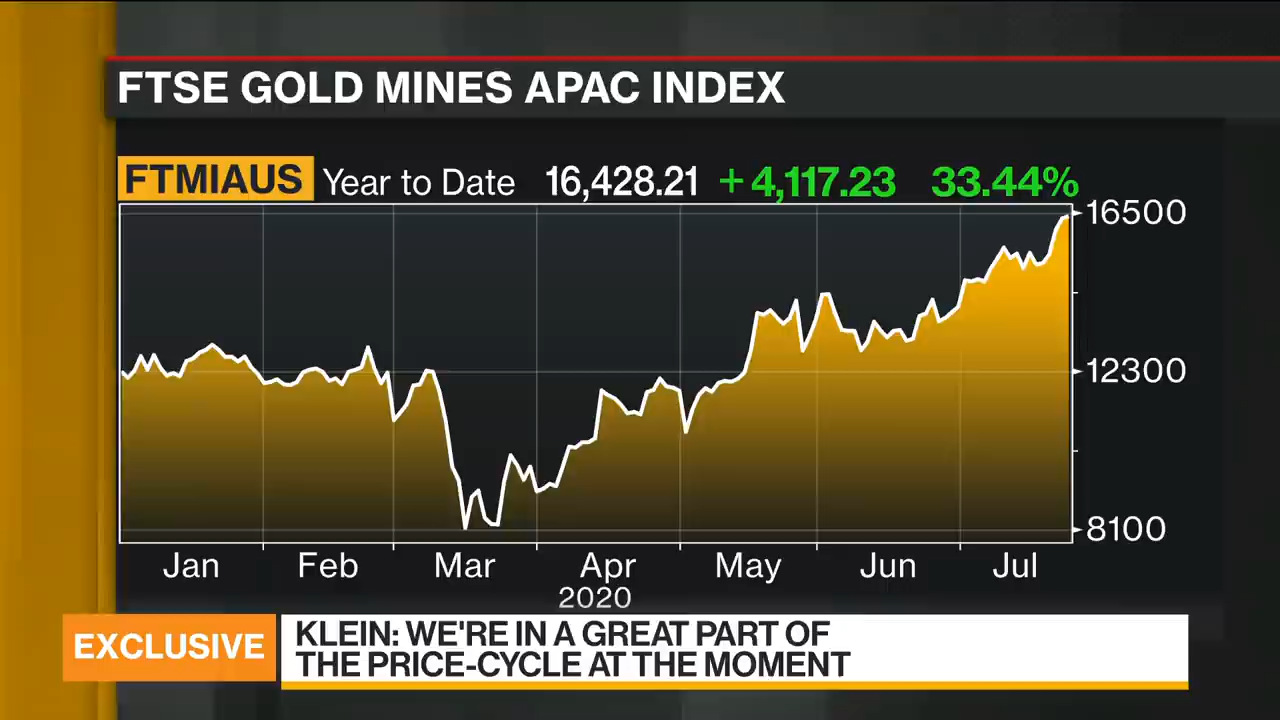 FTSE GOLD MINES APAC INDEX
FTMIAUS Year to Date 16,428.21 +4,117.23 33.44%
16500
12300
8100
Jan Feb Mar Apr May Jun Jul
2020
EXCLUSIVE
KLEIN: WE'RE IN A GREAT PART OF
THE PRICE-CYCLE AT THE MOMENT